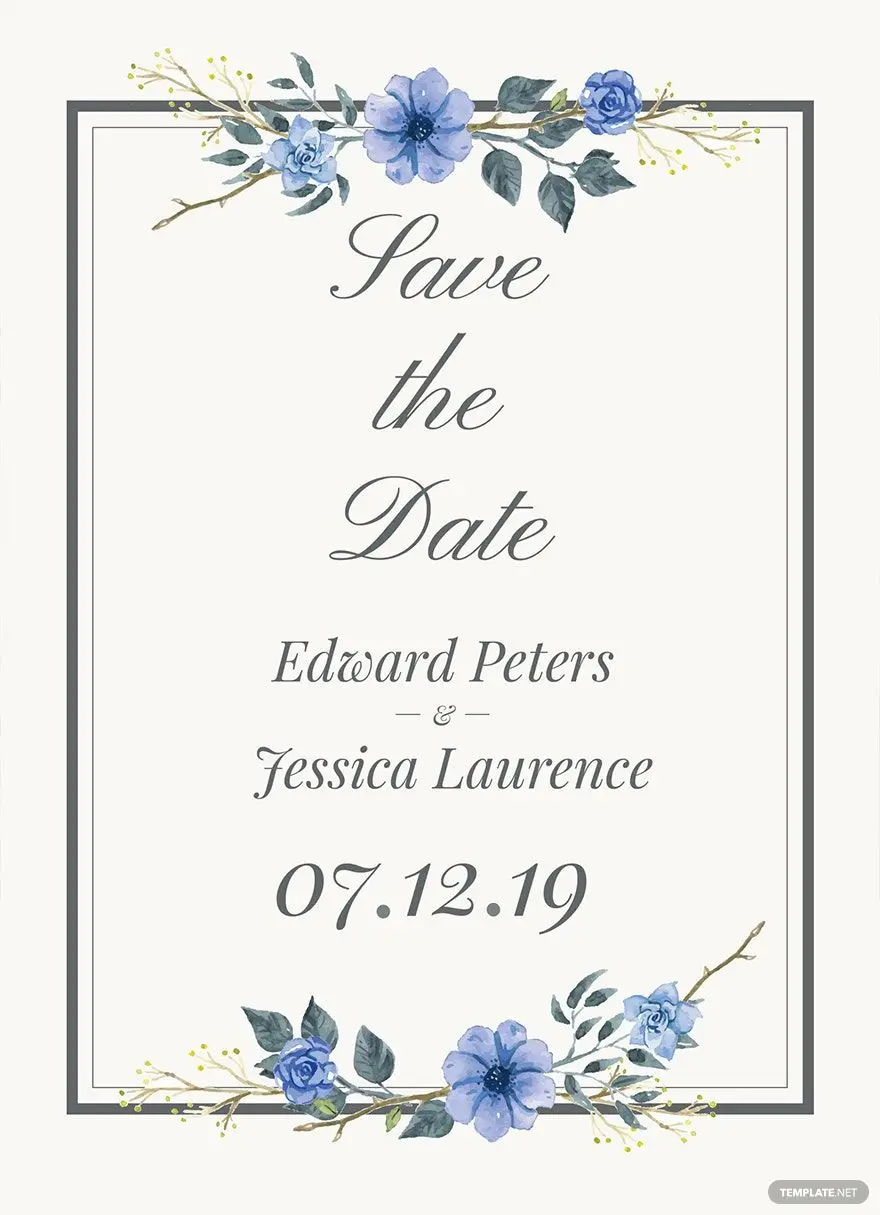 Save
the
Date
Edward Peters
— & —
Jessica Laurence
07.12.19
TEMPLATE.NET